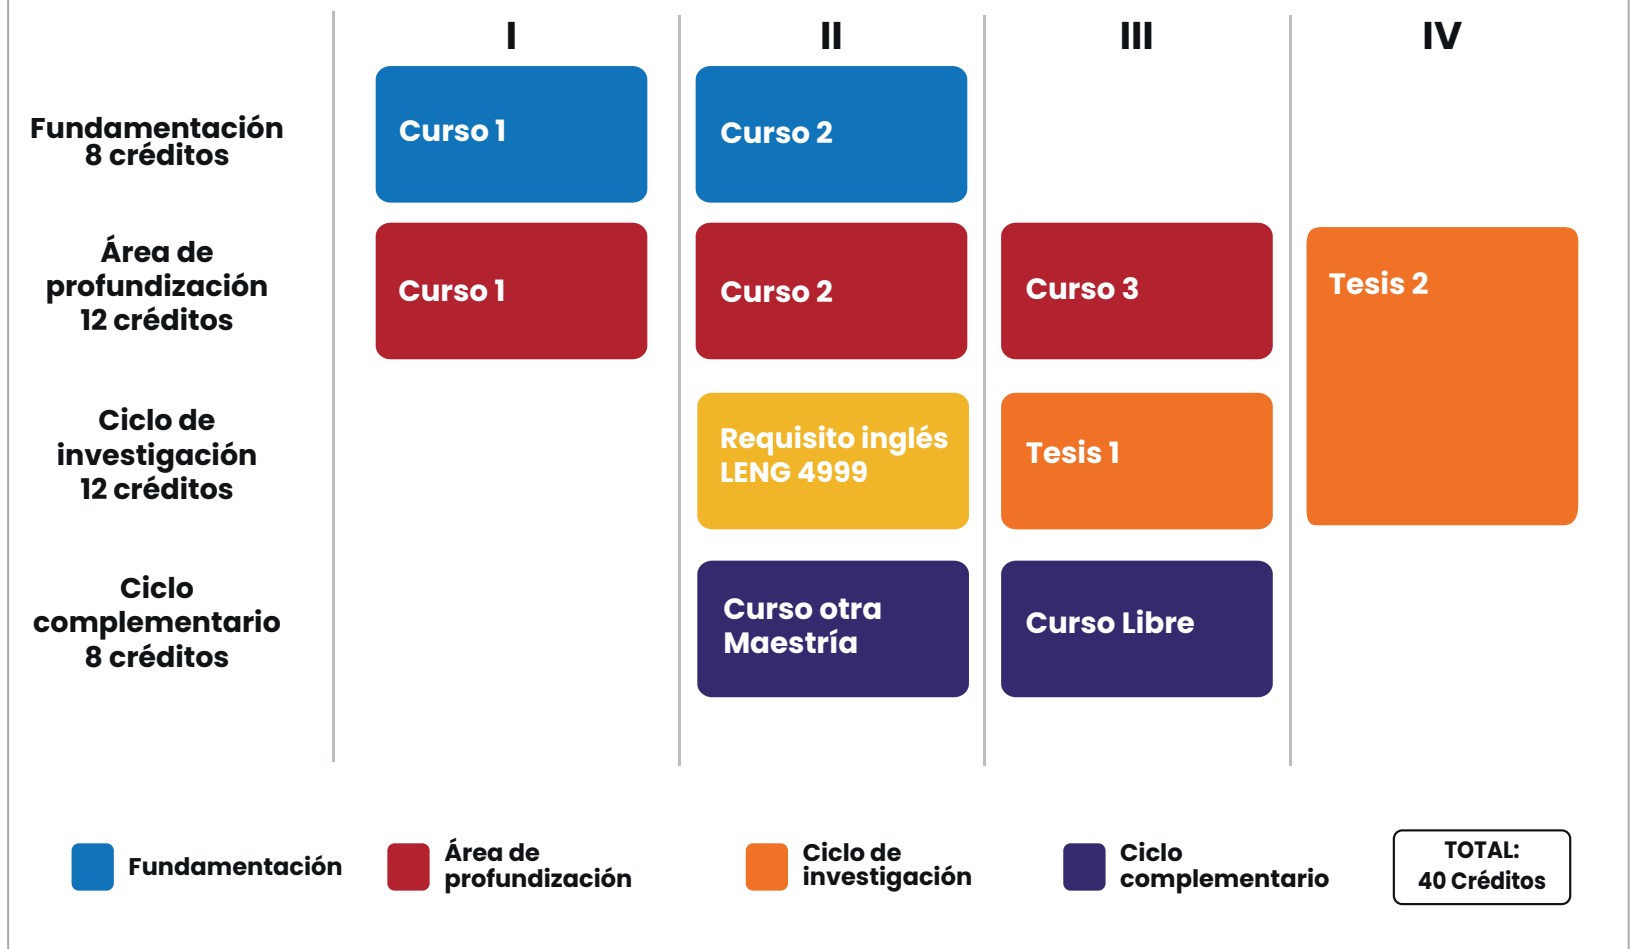 I
II
III
IV
Fundamentación
8 créditos
Curso 1
Curso 2
Área de
profundización
12 créditos
Curso 1
Curso 2
Curso 3
Tesis 2
Ciclo de
investigación
12 créditos
Requisito inglés
LENG 4999
Tesis 1
Ciclo
complementario
8 créditos
Curso otra
Maestría
Curso Libre
Fundamentación
Área de
profundización
Ciclo de
investigación
Ciclo
complementario
TOTAL:
40 Créditos